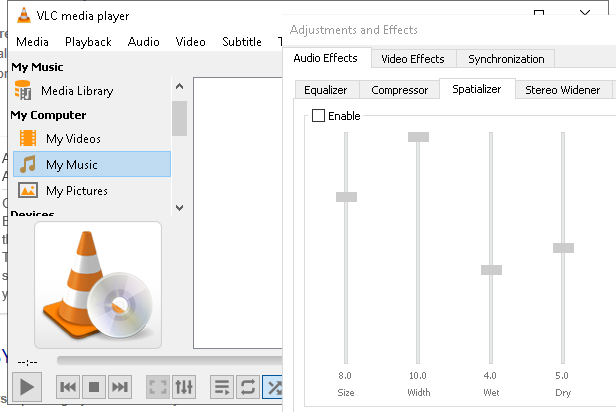 VLC media player
Media Playback Audio Video Subtitle T
My Music
Media Library
My Computer
My Videos
My Music
My Pictures
Devices
--:--
Adjustments and Effects
Audio Effects Video Effects Synchronization
Equalizer Compressor Spatializer Stereo Widener
Enable
8.0 10.0 4.0 5.0
Size Width Wet Dry